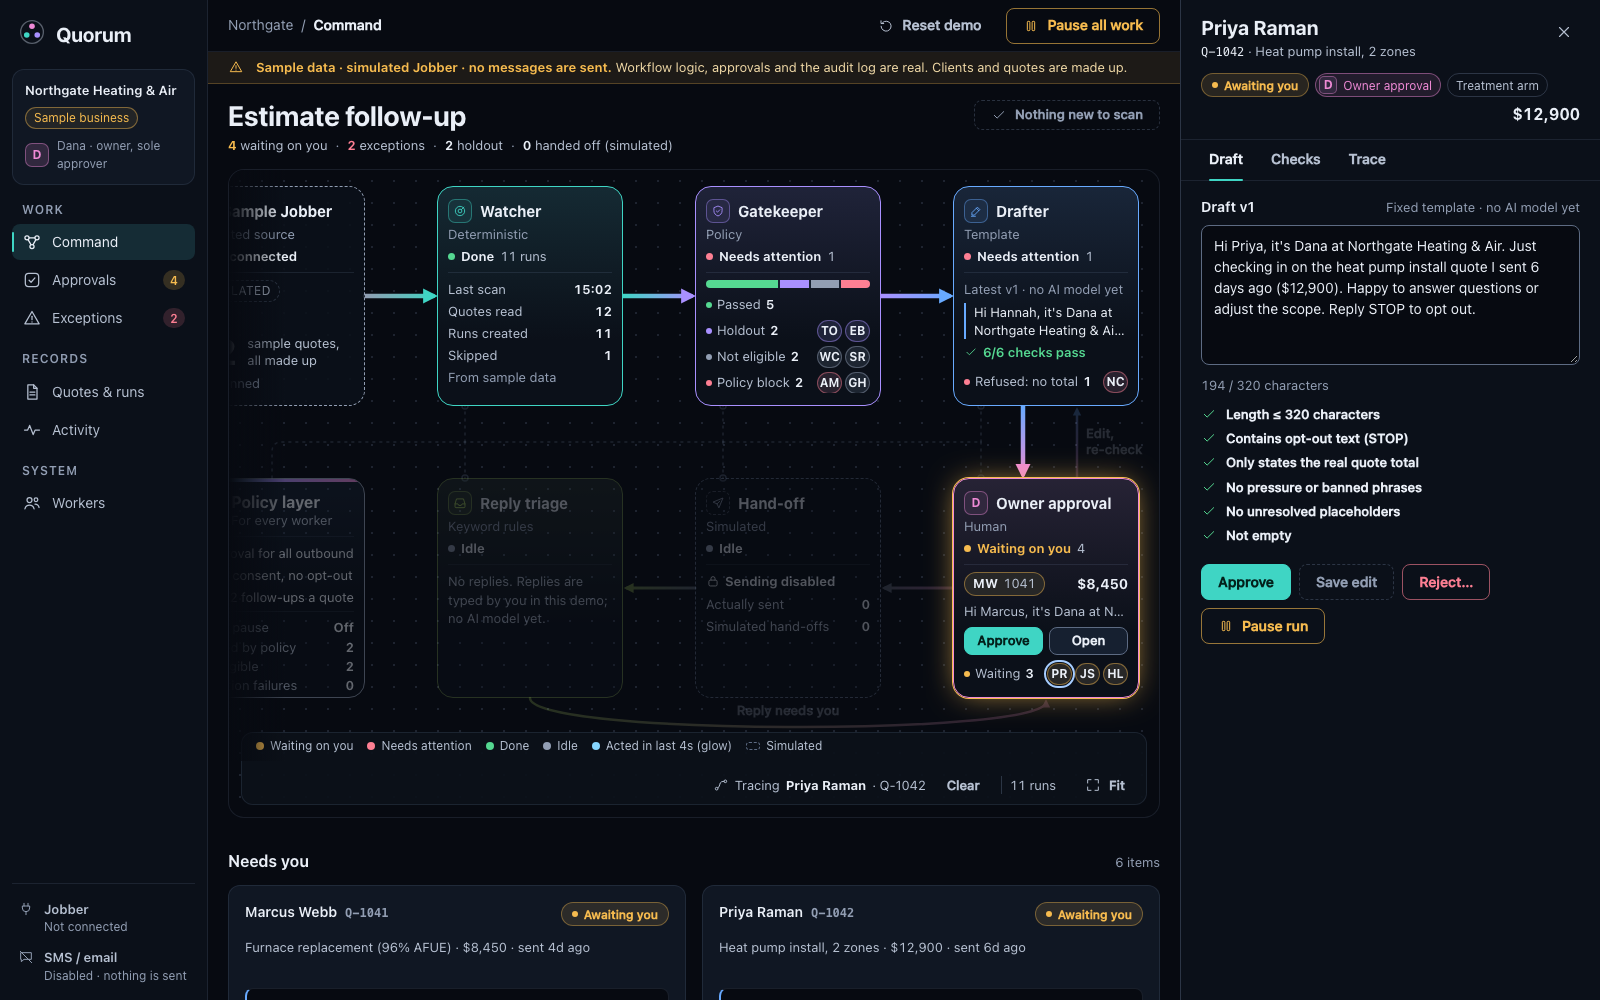 Quorum
Northgate Heating & Air
Sample business
D
Dana · owner, sole
approver
WORK
Command
Approvals 4
Exceptions 2
RECORDS
Quotes & runs
Activity
SYSTEM
Workers
Jobber
Not connected
SMS / email
Disabled · nothing is sent
Northgate / Command
Reset demo
Pause all work
Sample data · simulated Jobber · no messages are sent. Workflow logic, approvals and the audit log are real. Clients and quotes are made up.
Estimate follow-up
4 waiting on you · 2 exceptions · 2 holdout · 0 handed off (simulated)
Nothing new to scan
Jobber
source
connected
sample quotes,
all made up
Watcher
Deterministic
Done 11 runs
Last scan 15:02
Quotes read 12
Runs created 11
Skipped 1
From sample data
Gatekeeper
Policy
Needs attention 1
Passed 5
Holdout 2 TO EB
Not eligible 2 WC SR
Policy block 2 AM GH
Drafter
Template
Needs attention 1
Latest v1 · no AI model yet
Hi Hannah, it's Dana at
Northgate Heating & Ai...
6/6 checks pass
Refused: no total 1 NC
Edit,
re-check
Policy layer
For every worker
for all outbound
consent, no opt-out
follow-ups a quote
Off
by policy 2
2
failures 0
Reply triage
Keyword rules
Idle
No replies. Replies are
typed by you in this demo;
no AI model yet.
Hand-off
Simulated
Idle
Sending disabled
Actually sent 0
Simulated hand-offs 0
D Owner approval
Human
Waiting on you 4
MW 1041 $8,450
Hi Marcus, it's Dana at N...
Approve Open
Waiting 3 PR JS HL
Reply needs you
Waiting on you Needs attention Done Idle Acted in last 4s (glow) Simulated
Tracing Priya Raman · Q-1042 Clear 11 runs Fit
Needs you
6 items
Marcus Webb Q-1041 Awaiting you
Furnace replacement (96% AFUE) · $8,450 · sent 4d ago
Priya Raman Q-1042 Awaiting you
Heat pump install, 2 zones · $12,900 · sent 6d ago
Priya Raman
Q-1042 · Heat pump install, 2 zones
Awaiting you D Owner approval Treatment arm
$12,900
Draft Checks Trace
Draft v1 Fixed template · no AI model yet
Hi Priya, it's Dana at Northgate Heating & Air. Just
checking in on the heat pump install quote I sent 6
days ago ($12,900). Happy to answer questions or
adjust the scope. Reply STOP to opt out.
194 / 320 characters
Length ≤ 320 characters
Contains opt-out text (STOP)
Only states the real quote total
No pressure or banned phrases
No unresolved placeholders
Not empty
Approve Save edit Reject...
Pause run